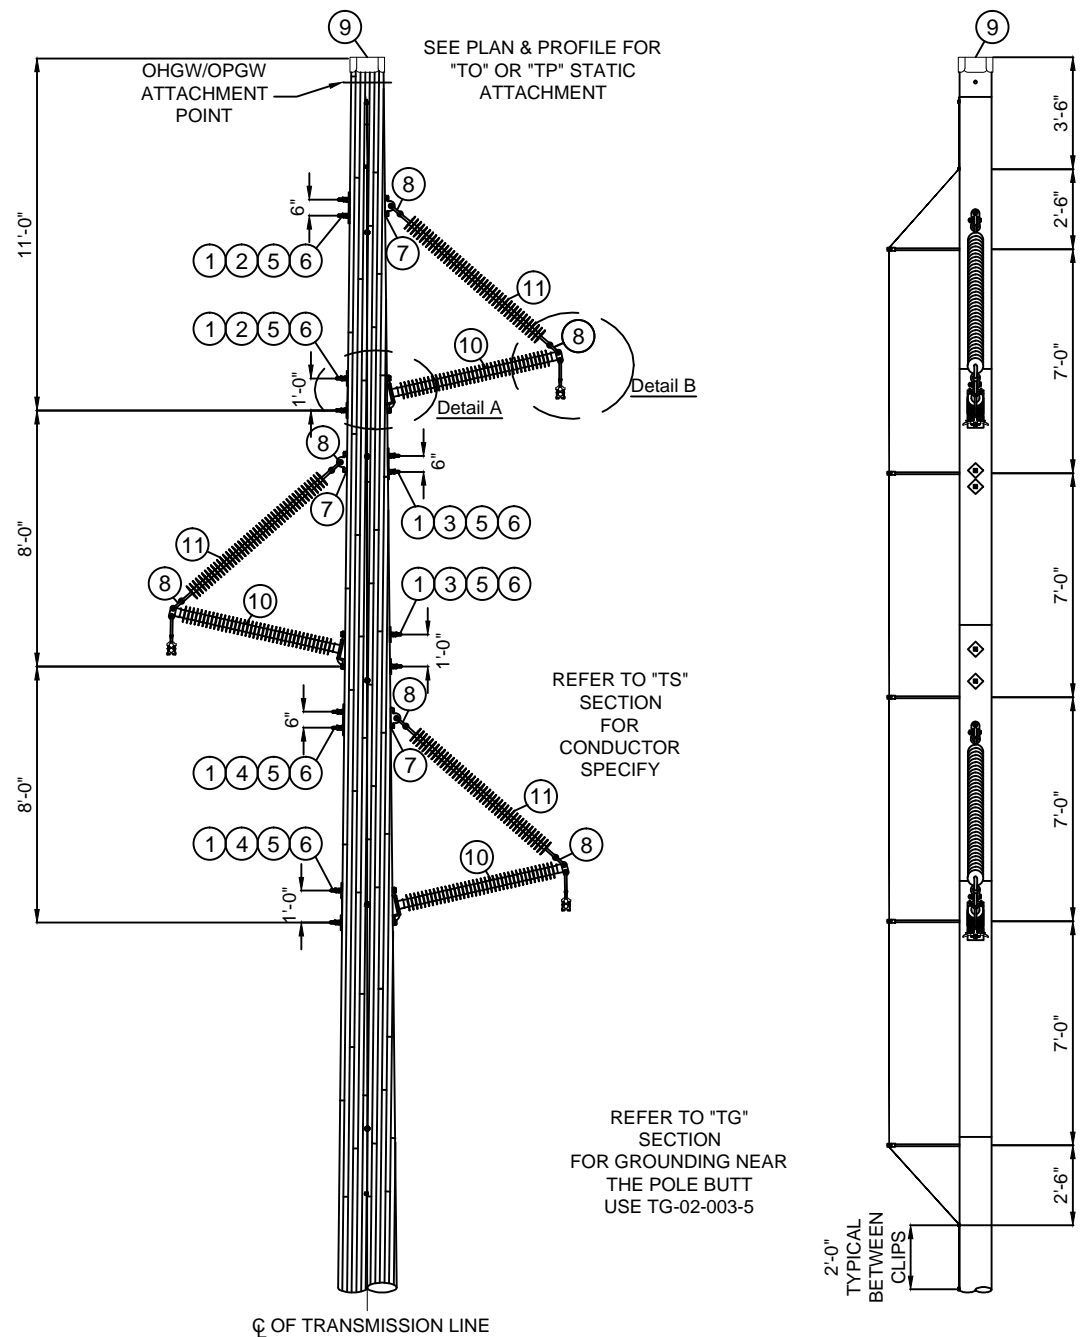 9
SEE PLAN & PROFILE FOR
"TO" OR "TP" STATIC
ATTACHMENT
OHGW/OPGW
ATTACHMENT
POINT
11'-0"
6"
8
1 2 5 6
7
11
1 2 5 6
8
10
1'-0"
Detail A
Detail B
8
6"
7
1 3 5 6
8'-0"
11
8
1 3 5 6
10
1'-0"
REFER TO "TS"
SECTION
FOR
CONDUCTOR
SPECIFY
8
6"
1 4 5 6
7
8'-0"
11
1 4 5 6
8
10
1'-0"
REFER TO "TG"
SECTION
FOR GROUNDING NEAR
THE POLE BUTT
USE TG-02-003-5
℄ OF TRANSMISSION LINE
9
3'-6"
2'-6"
7'-0"
7'-0"
7'-0"
7'-0"
2'-6"
2'-0"
TYPICAL
BETWEEN
CLIPS